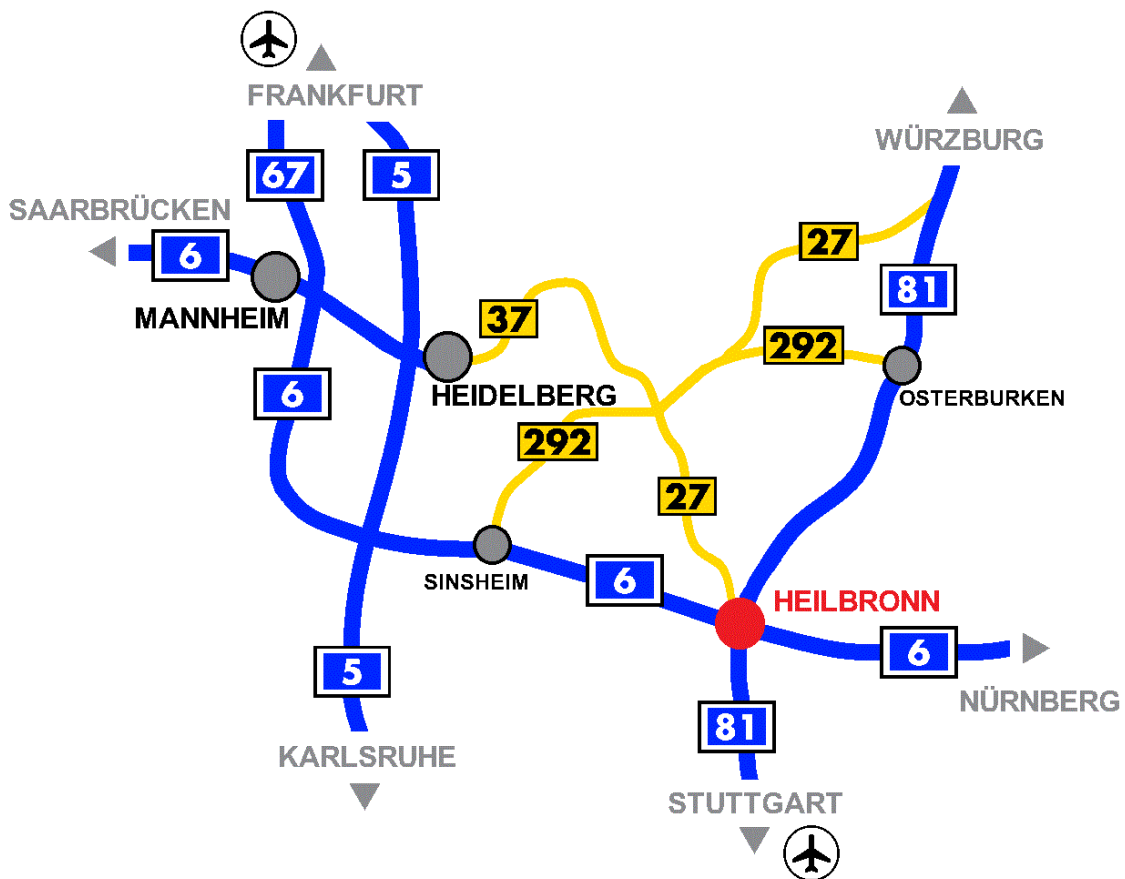 FRANKFURT
WÜRZBURG
67
5
SAARBRÜCKEN
27
6
81
MANNHEIM
37
292
6
HEIDELBERG
OSTERBURKEN
292
27
SINSHEIM
6
HEILBRONN
5
6
NÜRNBERG
81
KARLSRUHE
STUTTGART